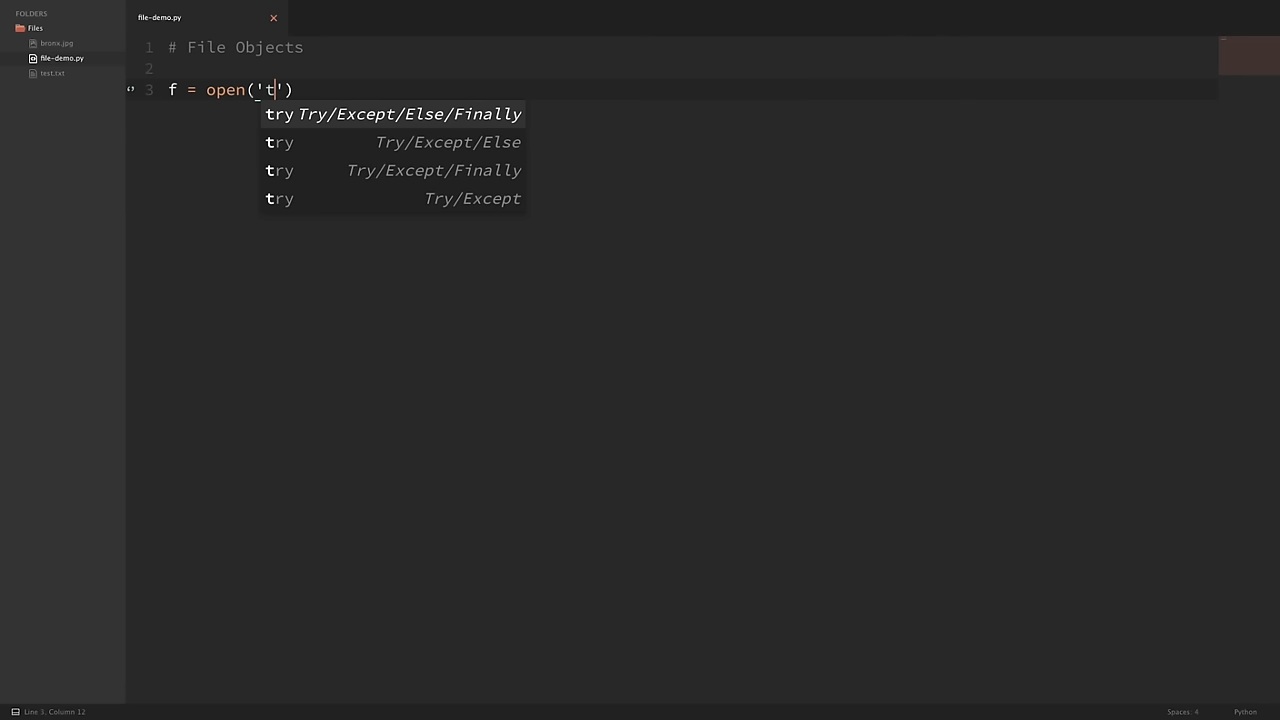 FOLDERS
Files
bronx.jpg
file-demo.py
test.txt
file-demo.py
1 # File Objects
2
3 f = open('t')
try Try/Except/Else/Finally
try Try/Except/Else
try Try/Except/Finally
try Try/Except
Line 3, Column 12
Spaces: 4
Python